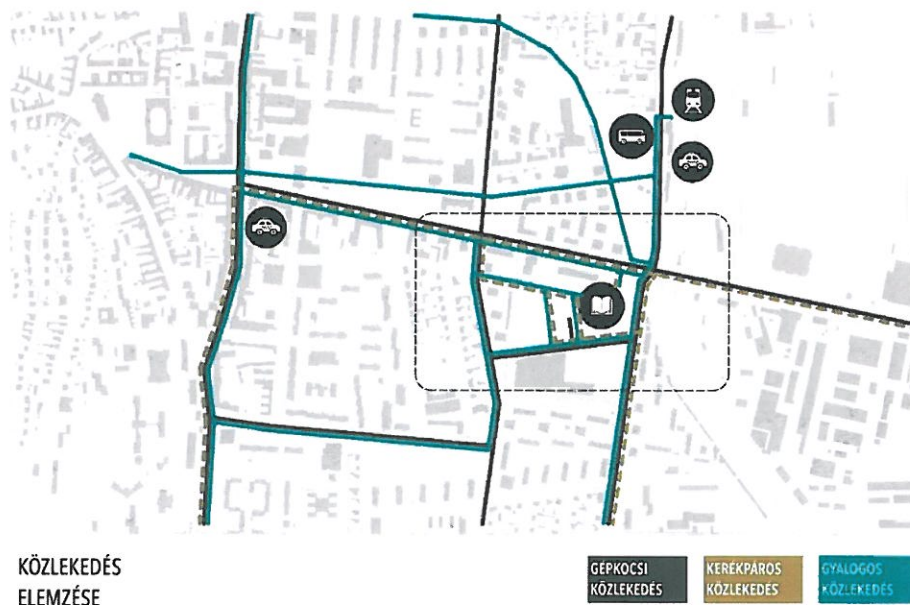 KÖZLEKEDÉS
ELEMZÉSE
GÉPKOCSI
KÖZLEKEDÉS
KERÉKPÁROS
KÖZLEKEDÉS
GYALOGOS
KÖZLEKEDÉS